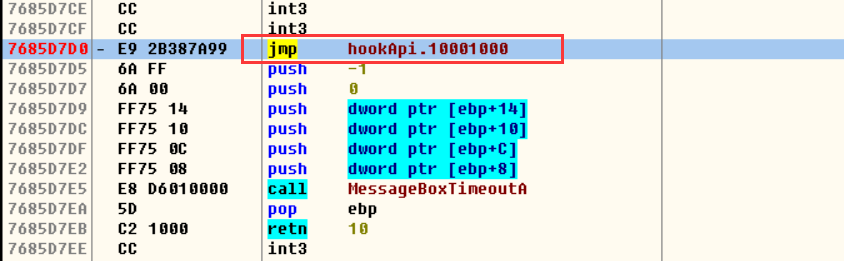 7685D7CE CC int3
7685D7CF CC int3
7685D7D0 - E9 2B387A99 jmp hookApi.10001000
7685D7D5 6A FF push -1
7685D7D7 6A 00 push 0
7685D7D9 FF75 14 push dword ptr [ebp+14]
7685D7DC FF75 10 push dword ptr [ebp+10]
7685D7DF FF75 0C push dword ptr [ebp+C]
7685D7E2 FF75 08 push dword ptr [ebp+8]
7685D7E5 E8 D6010000 call MessageBoxTimeoutA
7685D7EA 5D pop ebp
7685D7EB C2 1000 retn 10
7685D7EE CC int3